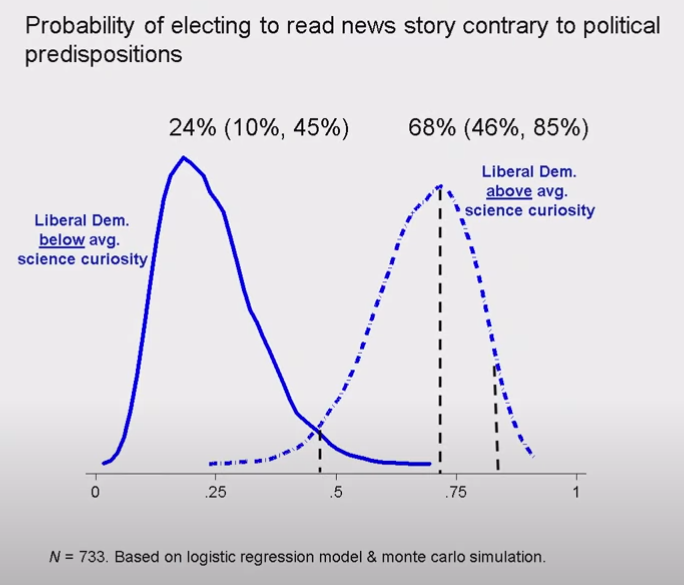 Probability of electing to read news story contrary to political
predispositions
24% (10%, 45%)
68% (46%, 85%)
Liberal Dem.
above avg.
science curiosity
Liberal Dem.
below avg.
science curiosity
0
.25
.5
.75
1
N = 733. Based on logistic regression model & monte carlo simulation.